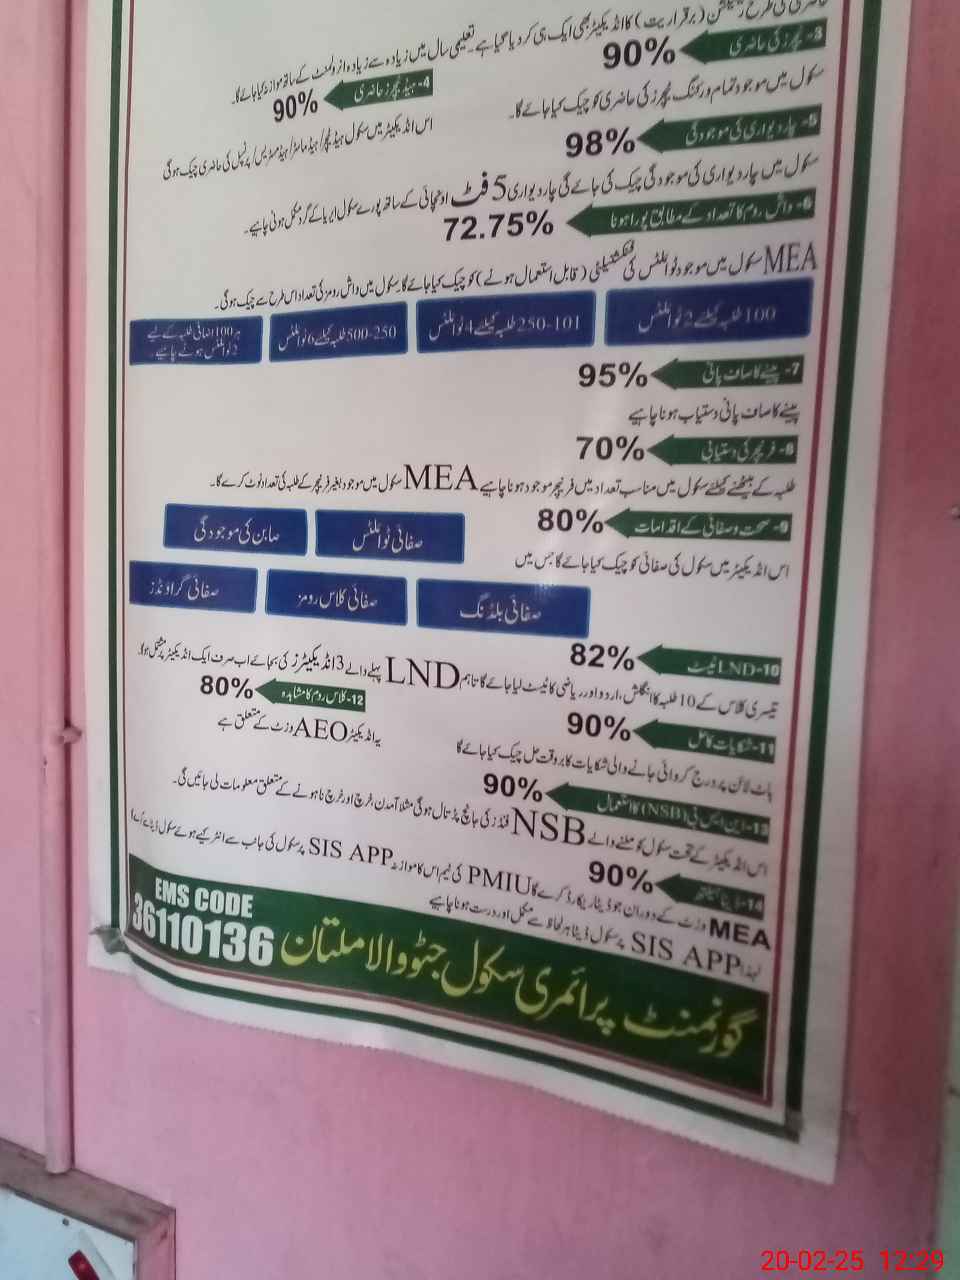 حاضری کی طرح ریٹینشن (برقراریت) کا انڈیکیٹر بھی ایک ہی کر دیا گیا ہے۔ تعلیمی سال میں زیادہ سے زیادہ انرولمنٹ کے ساتھ موازنہ کیا جائے گا۔
3- ٹیچرز کی حاضری 90%
سکول میں موجود تمام ورکنگ ٹیچرز کی حاضری کو چیک کیا جائے گا۔
4- ہیڈ ٹیچرز حاضری 90%
اس انڈیکیٹر میں سکول ہیڈ ٹیچر/ہیڈ ماسٹر/ہیڈ مسٹریس/پرنسپل کی حاضری چیک ہوگی
5- چار دیواری کی موجودگی 98%
سکول میں چار دیواری کی موجودگی چیک کی جائے گی چار دیواری 5 فٹ اونچائی کے ساتھ پورے سکول ایریا کے گرد مکمل ہونی چاہیے۔
6- واش روم کا تعداد کے مطابق پورا ہونا 72.75%
MEA سکول میں موجود ٹوائلٹس کی فنکشنیلیٹی (قابل استعمال ہونے) کو چیک کیا جائے گا۔ سکول میں واش رومز کی تعداد اس طرح سے چیک ہوگی۔
100 طلبہ کیلئے 2 ٹوائلٹس
250-101 طلبہ کیلئے 4 ٹوائلٹس
500-250 طلبہ کیلئے 6 ٹوائلٹس
ہر 100 اضافی طلبہ کے لیے
2 ٹوائلٹس ہونے چاہیے۔
7- پینے کا صاف پانی 95%
پینے کا صاف پانی دستیاب ہونا چاہیے
8- فرنیچر کی دستیابی 70%
طلبہ کے بیٹھنے کیلئے سکول میں مناسب تعداد میں فرنیچر موجود ہونا چاہیے MEA سکول میں موجود بغیر فرنیچر کے طلبہ کی تعداد نوٹ کرے گا۔
9- صحت و صفائی کے اقدامات 80%
اس انڈیکیٹر میں سکول کی صفائی کو چیک کیا جائے گا جس میں
صفائی ٹوائلٹس
صابن کی موجودگی
صفائی بلڈنگ
صفائی کلاس رومز
صفائی گراؤنڈز
10- LND ٹیسٹ 82%
تیسری کلاس کے 10 طلبہ کا انگلش، اردو اور ریاضی کا ٹیسٹ لیا جائے گا تاہم LND پہلے والے 3 انڈیکیٹرز کی بجائے اب صرف ایک انڈیکیٹر پر مشتمل ہوگا۔
11- شکایات کا حل 90%
ہاٹ لائن پر درج کروائی جانے والی شکایات کا بروقت حل چیک کیا جائے گا
12- کلاس روم کا مشاہدہ 80%
یہ انڈیکیٹر AEO وزٹ کے متعلق ہے
13- این ایس بی (NSB) کا استعمال 90%
اس انڈیکیٹر کے تحت سکول کو ملنے والے NSB فنڈز کی جانچ پڑتال ہوگی مثلا آمدن، خرچ اور خرچ نا ہونے کے متعلق معلومات لی جائیں گی۔
14- ڈیٹا ہیلتھ 90%
MEA وزٹ کے دوران جو ڈیٹا ریکارڈ کرے گا PMIU کی ٹیم اس کا موازنہ SIS APP پر سکول کی جانب سے انٹر کیے ہوئے سکول ڈیٹا سے
لہذا SIS APP پر سکول ڈیٹا ہر لحاظ سے مکمل اور درست ہونا چاہیے
گورنمنٹ پرائمری سکول جٹو والا ملتان
EMS CODE
36110136
20-02-25 12:29